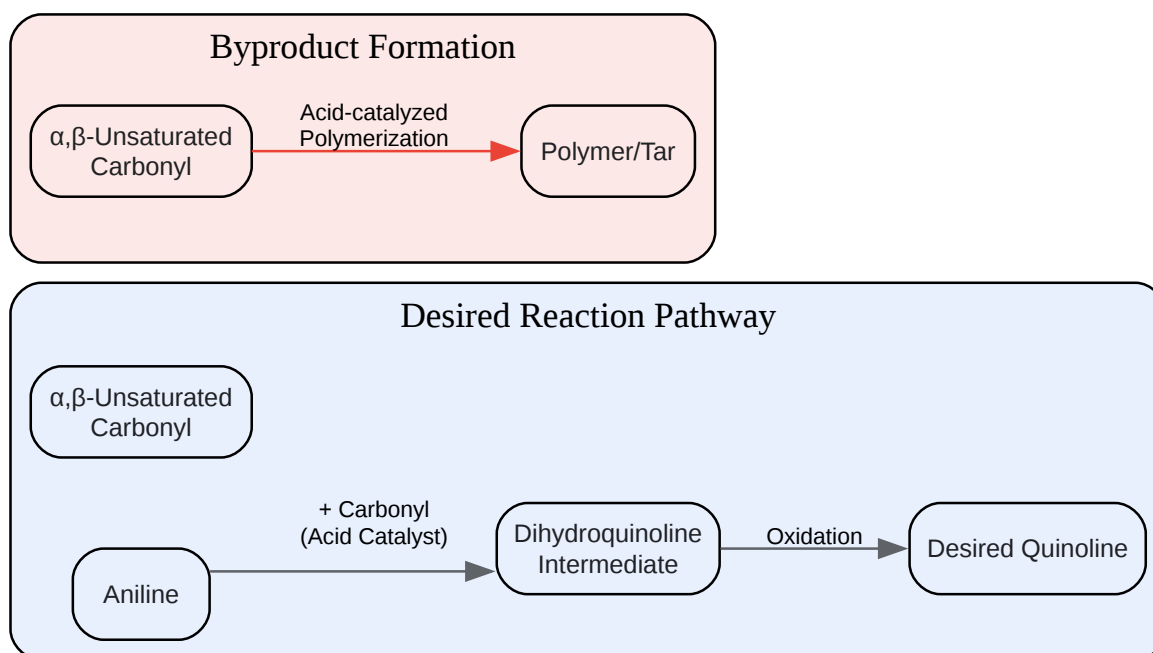 Byproduct Formation
α,β-Unsaturated
Carbonyl
Acid-catalyzed
Polymerization
Polymer/Tar
Desired Reaction Pathway
α,β-Unsaturated
Carbonyl
Aniline
+ Carbonyl
(Acid Catalyst)
Dihydroquinoline
Intermediate
Oxidation
Desired Quinoline